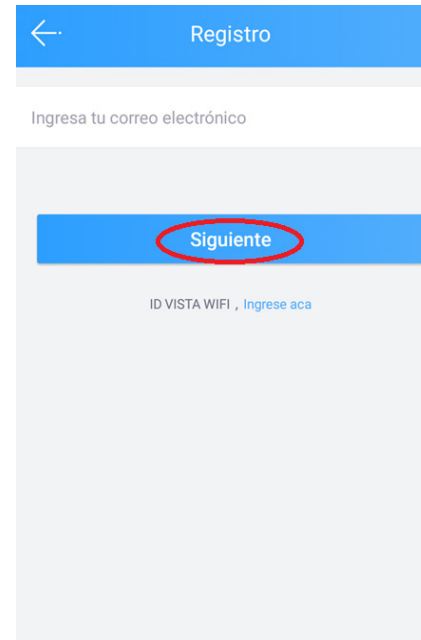 Registro
Ingresa tu correo electrónico
Siguiente
ID VISTA WIFI , Ingrese aca